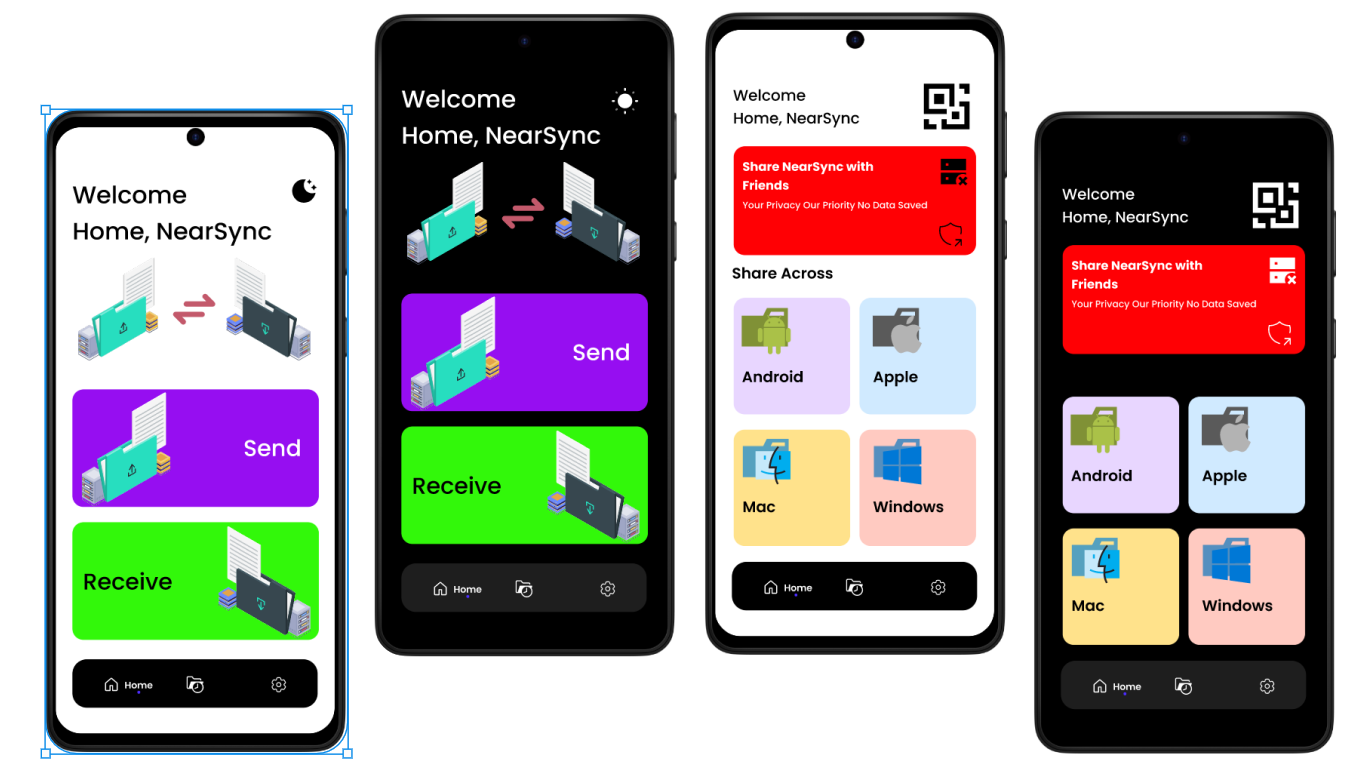 Welcome
Home, NearSync
Send
Receive
Home
Welcome
Home, NearSync
Send
Receive
Home
Welcome
Home, NearSync
Share NearSync with
Friends
Your Privacy Our Priority No Data Saved
Share Across
Android
Apple
Mac
Windows
Home
Welcome
Home, NearSync
Share NearSync with
Friends
Your Privacy Our Priority No Data Saved
Android
Apple
Mac
Windows
Home